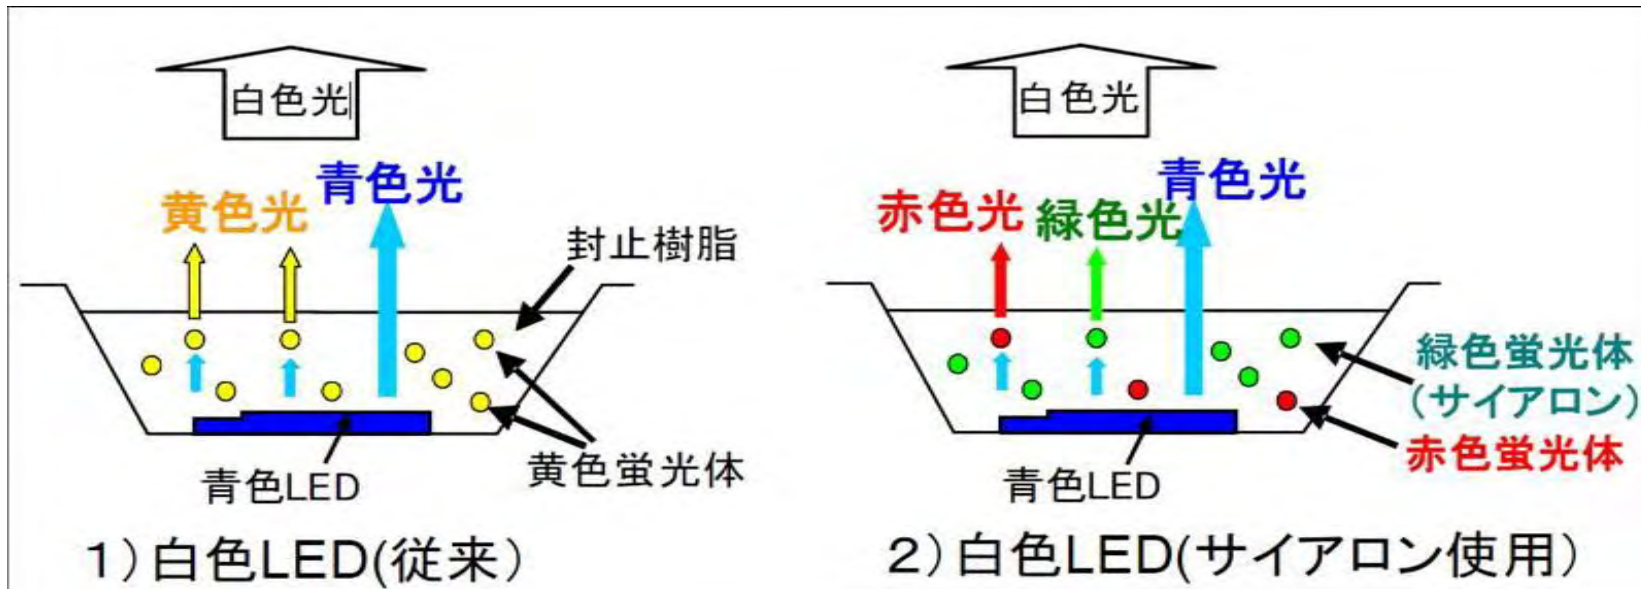 白色光
黄色光
青色光
封止樹脂
黄色蛍光体
青色LED
1）白色LED(従来）
白色光
赤色光
緑色光
青色光
緑色蛍光体
（サイアロン）
赤色蛍光体
青色LED
2）白色LED(サイアロン使用）